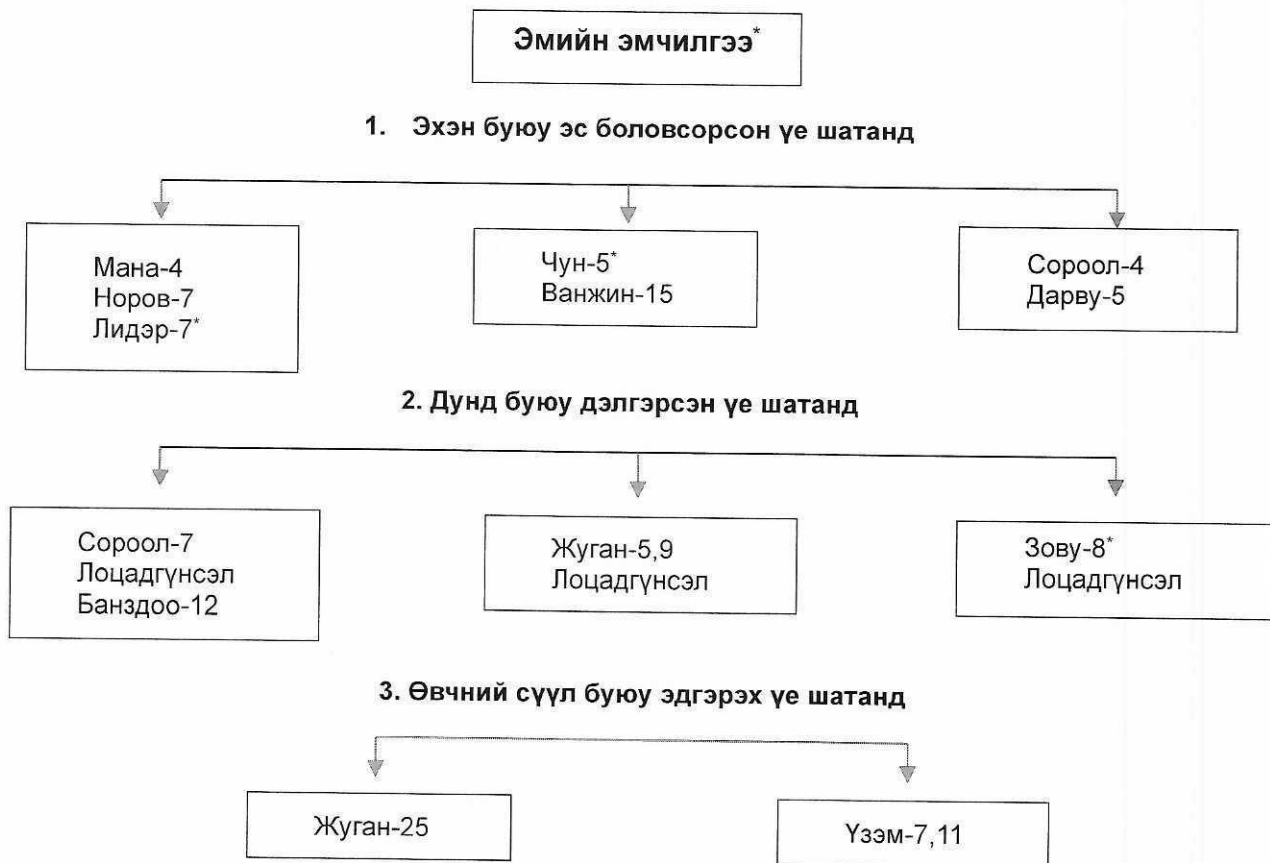 Эмийн эмчилгээ*
1. Эхэн буюу эс боловсорсон үе шатанд
Мана-4
Норов-7
Лидэр-7*
Чун-5*
Ванжин-15
Сороол-4
Дарву-5
2. Дунд буюу дэлгэрсэн үе шатанд
Сороол-7
Лоцадгүнсэл
Банздоо-12
Жуган-5,9
Лоцадгүнсэл
Зову-8*
Лоцадгүнсэл
3. Өвчний сүүл буюу эдгэрэх үе шатанд
Жуган-25
Үзэм-7,11